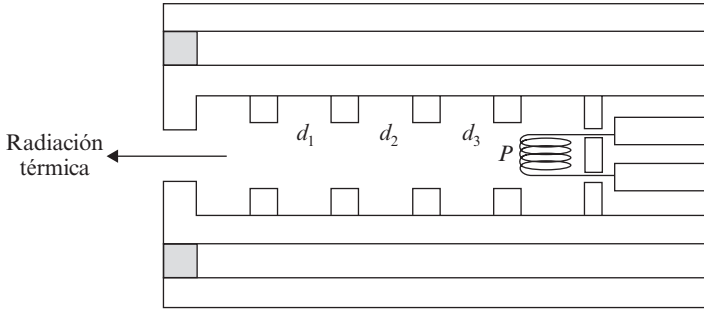 Radiación
térmica
d₁
d₂
d₃
P